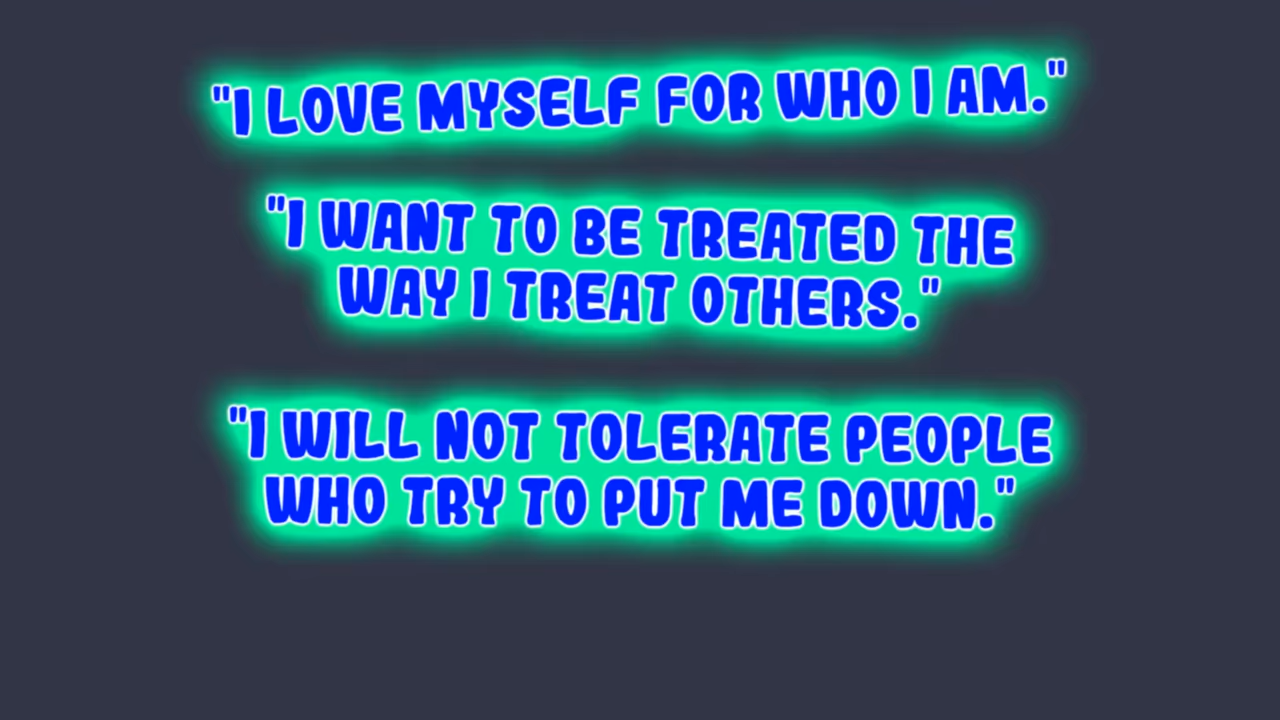 "I LOVE MYSELF FOR WHO I AM."
"I WANT TO BE TREATED THE
WAY I TREAT OTHERS."
"I WILL NOT TOLERATE PEOPLE
WHO TRY TO PUT ME DOWN."